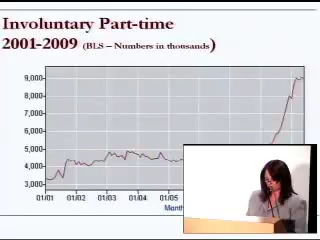 Involuntary Part-time
2001-2009 (BLS – Numbers in thousands)
9,000
8,000
7,000
6,000
5,000
4,000
3,000
01/01 01/02 01/03 01/04 01/05
Month